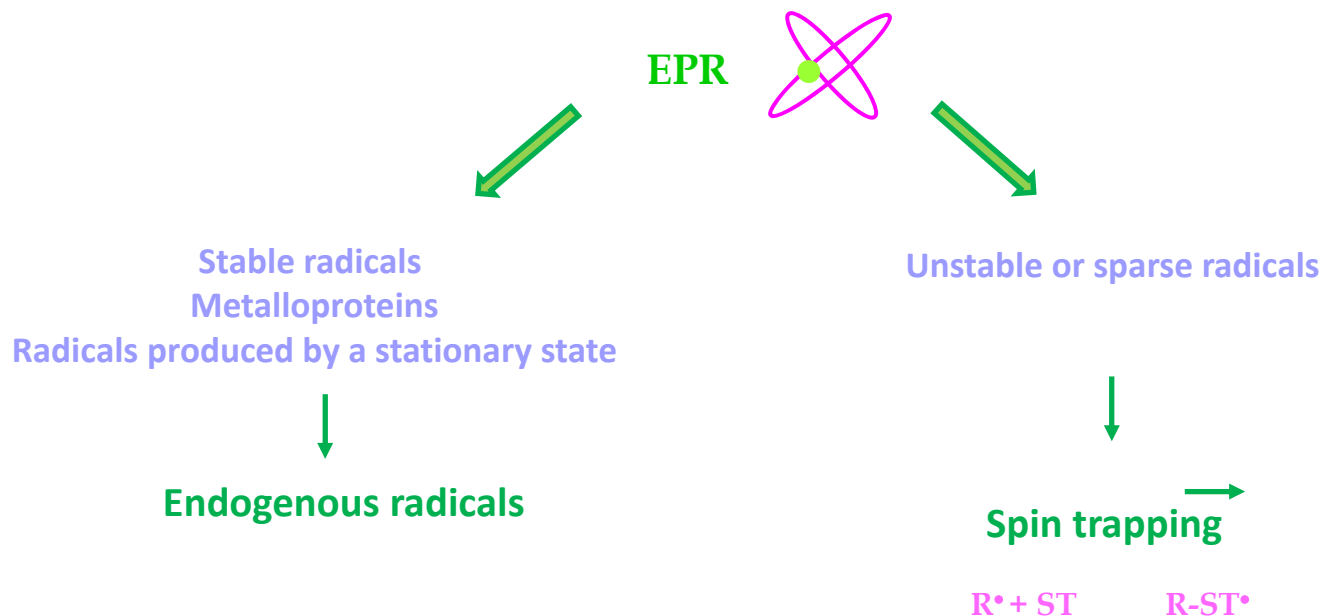 EPR
Stable radicals
Metalloproteins
Radicals produced by a stationary state
Endogenous radicals
Unstable or sparse radicals
Spin trapping
R• + ST R-ST•